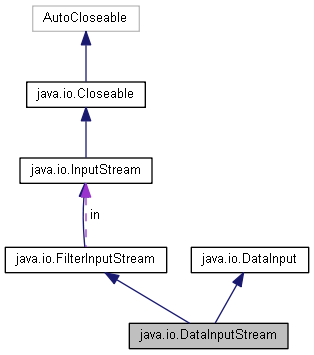 AutoCloseable
java.io.Closeable
java.io.InputStream
in
java.io.FilterInputStream
java.io.DataInput
java.io.DataInputStream